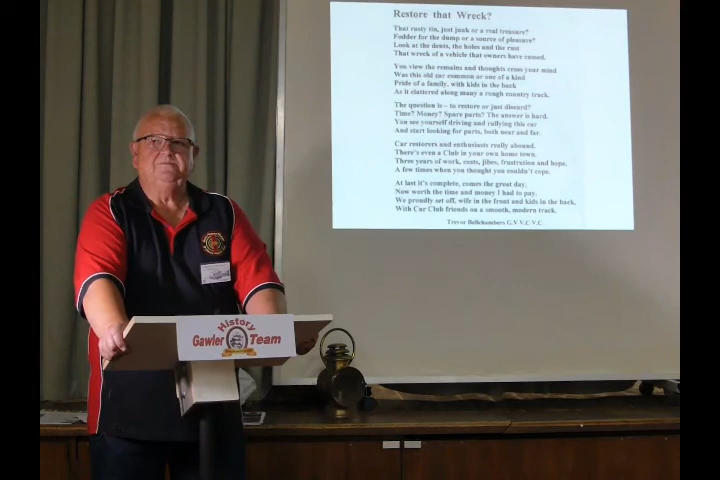 Restore that Wreck?
That rusty tin, just junk or a real treasure?
Fodder for the dump or a source of pleasure?
Look at the dents, the holes and the rust
That wreck of a vehicle that owners have cussed.
You view the remains and thoughts cross your mind
Was this old car common or one of a kind
Pride of a family, with kids in the back
As it clattered along many a rough country track.
The question is – to restore or just discard?
Time? Money? Spare parts? The answer is hard.
You see yourself driving and rallying this car
And start looking for parts, both near and far.
Car restorers and enthusiasts really abound.
There's even a Club in your own home town.
Three years of work, costs, jibes, frustration and hope.
A few times when you thought you couldn't cope.
At last it's complete, comes the great day.
Now worth the time and money I had to pay.
We proudly set off, wife in the front and kids in the back,
With Car Club friends on a smooth, modern track.
Trevor Bellchambers G.V.V.C.V.C.
History
Gawler Team